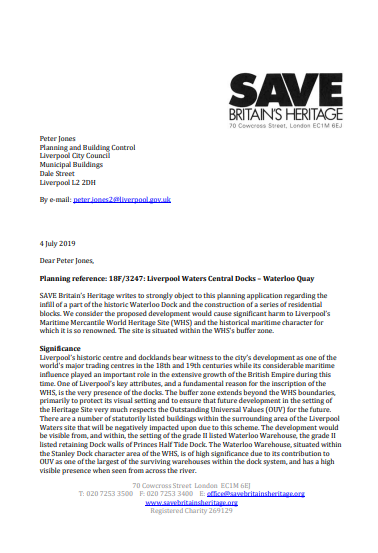 SAVE
BRITAIN'S HERITAGE
70 Cowcross Street, London EC1M 6EJ
Peter Jones
Planning and Building Control
Liverpool City Council
Municipal Buildings
Dale Street
Liverpool L2 2DH
By e-mail: peter.jones2@liverpool.gov.uk
4 July 2019
Dear Peter Jones,
Planning reference: 18F/3247: Liverpool Waters Central Docks – Waterloo Quay
SAVE Britain's Heritage writes to strongly object to this planning application regarding the
infill of a part of the historic Waterloo Dock and the construction of a series of residential
blocks. We consider the proposed development would cause significant harm to Liverpool's
Maritime Mercantile World Heritage Site (WHS) and the historical maritime character for
which it is so renowned. The site is situated within the WHS's buffer zone.
Significance
Liverpool's historic centre and docklands bear witness to the city's development as one of the
world's major trading centres in the 18th and 19th centuries while its considerable maritime
influence played an important role in the extensive growth of the British Empire during this
time. One of Liverpool's key attributes, and a fundamental reason for the inscription of the
WHS, is the very presence of the docks. The buffer zone extends beyond the WHS boundaries,
primarily to protect its visual setting and to ensure that future development in the setting of
the Heritage Site very much respects the Outstanding Universal Values (OUV) for the future.
There are a number of statutorily listed buildings within the surrounding area of the Liverpool
Waters site that will be negatively impacted upon due to this scheme. The development would
be visible from, and within, the setting of the grade II listed Waterloo Warehouse, the grade II
listed retaining Dock walls of Princes Half Tide Dock. The Waterloo Warehouse, situated within
the Stanley Dock character area of the WHS, is of high significance due to its contribution to
OUV as one of the largest of the surviving warehouses within the dock system, and has a high
visible presence when seen from across the river.
70 Cowcross Street London EC1M 6EJ
T: 020 7253 3500 F: 020 7253 3400 E: office@savebritainsheritage.org
www.savebritainsheritage.org
Registered Charity 269129